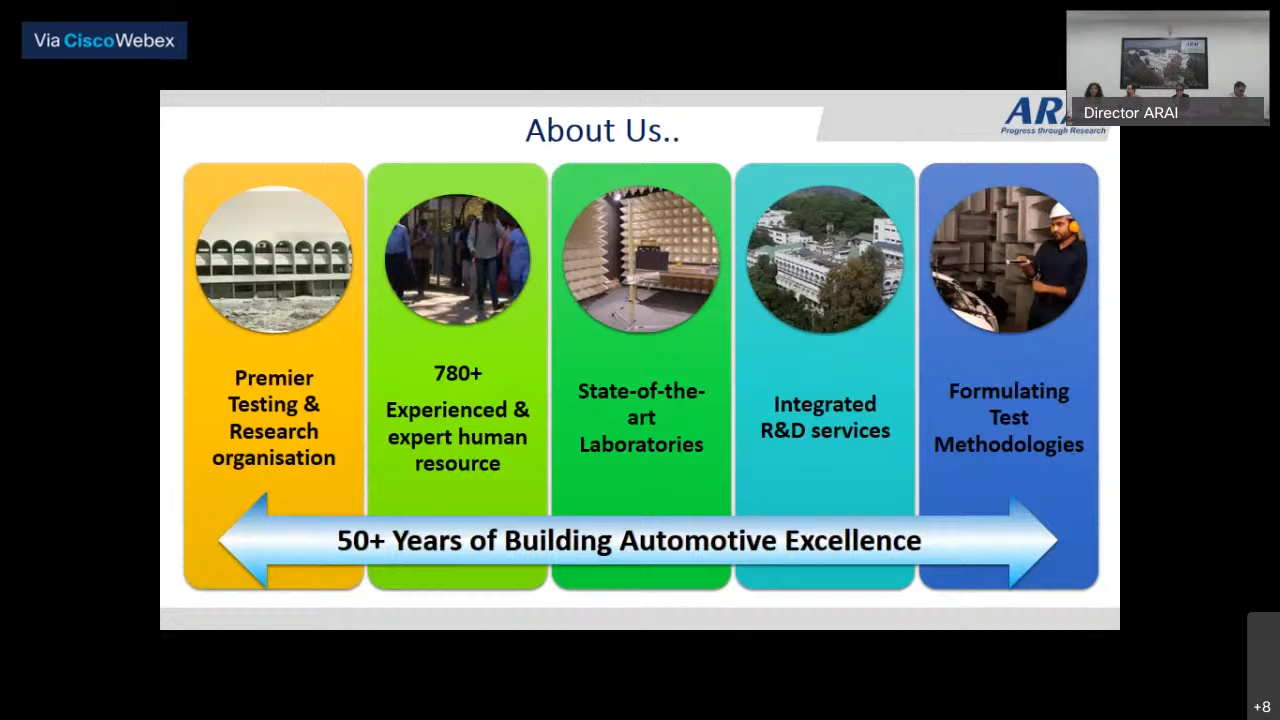 Via CiscoWebex
Director ARAI
About Us..
Progress through Research
Premier
Testing &
Research
organisation
780+
Experienced &
expert human
resource
State-of-the-
art
Laboratories
Integrated
R&D services
Formulating
Test
Methodologies
50+ Years of Building Automotive Excellence
+8